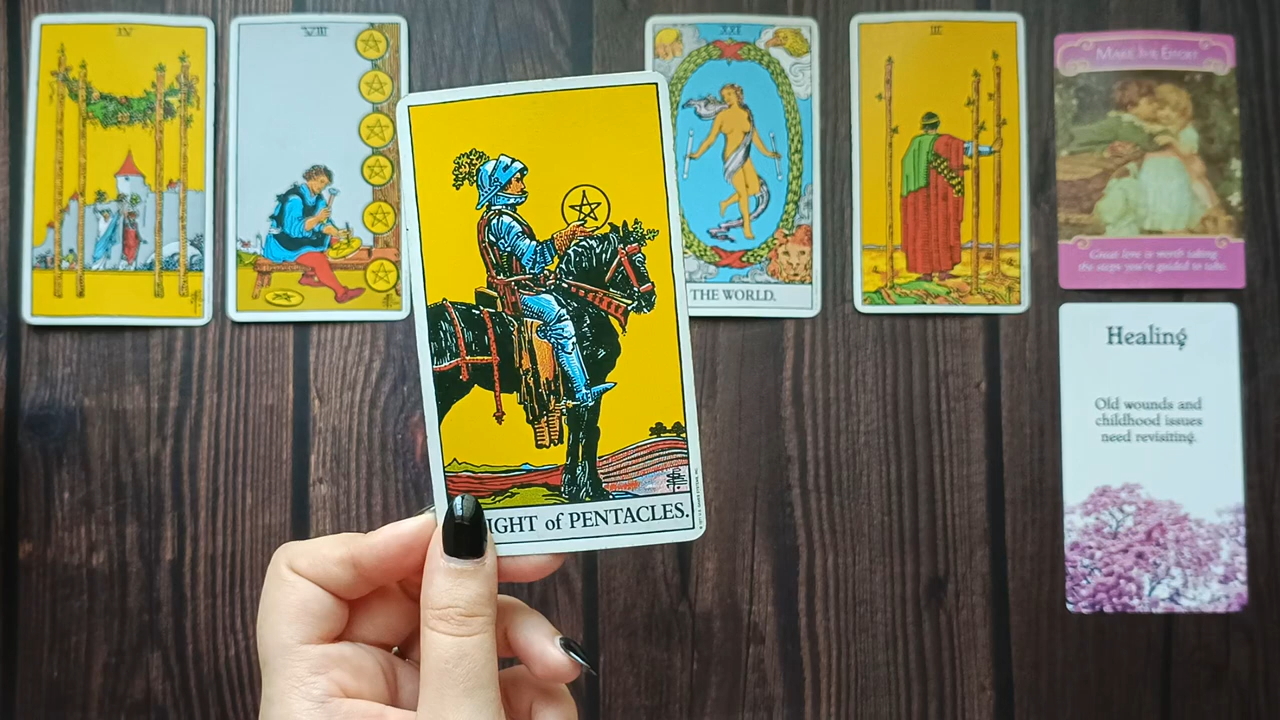 IV
VIII
XXI
THE WORLD.
III
MAKE THE EFFORT
Great love is worth taking
the steps you're guided to take.
IGHT of PENTACLES.
Healing
Old wounds and
childhood issues
need revisiting.